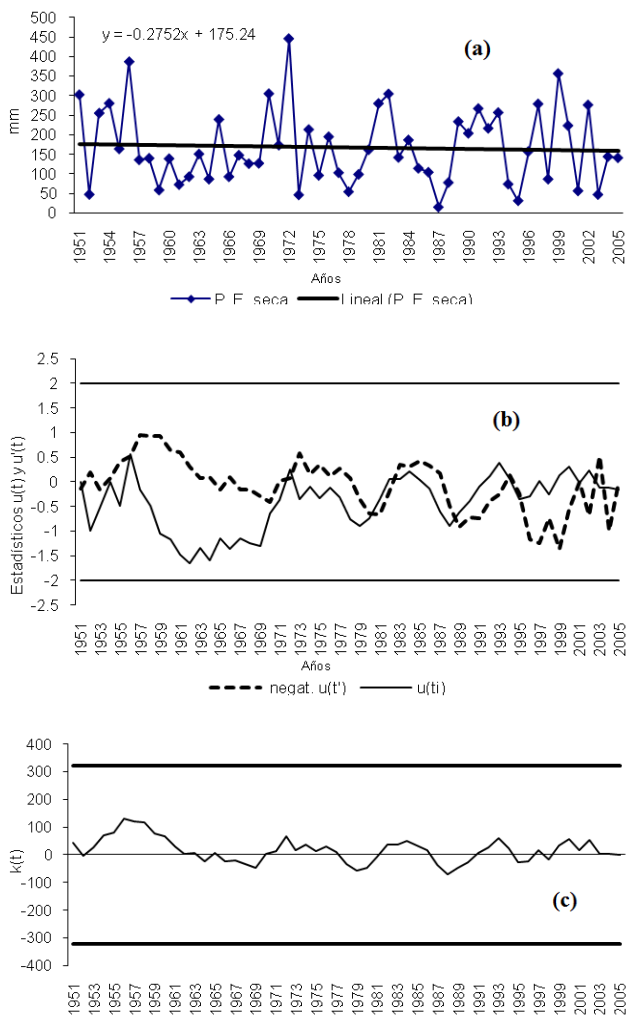 y = -0.2752x + 175.24
(a)
500
450
400
350
300
250
200
150
100
50
0
mm
1951 1954 1957 1960 1963 1966 1969 1972 1975 1978 1981 1984 1987 1990 1993 1996 1999 2002 2005
Años
P E seca Lineal (P E seca)
2.5
2
1.5
1
0.5
0
-0.5
-1
-1.5
-2
-2.5
(b)
Estadísticos u(t) y u'(t)
1951 1953 1955 1957 1959 1961 1963 1965 1967 1969 1971 1973 1975 1977 1979 1981 1983 1985 1987 1989 1991 1993 1995 1997 1999 2001 2003 2005
Años
negat. u(t') u(ti)
400
300
200
100
0
-100
-200
-300
-400
k(t)
(c)
1951 1953 1955 1957 1959 1961 1963 1965 1967 1969 1971 1973 1975 1977 1979 1981 1983 1985 1987 1989 1991 1993 1995 1997 1999 2001 2003 2005